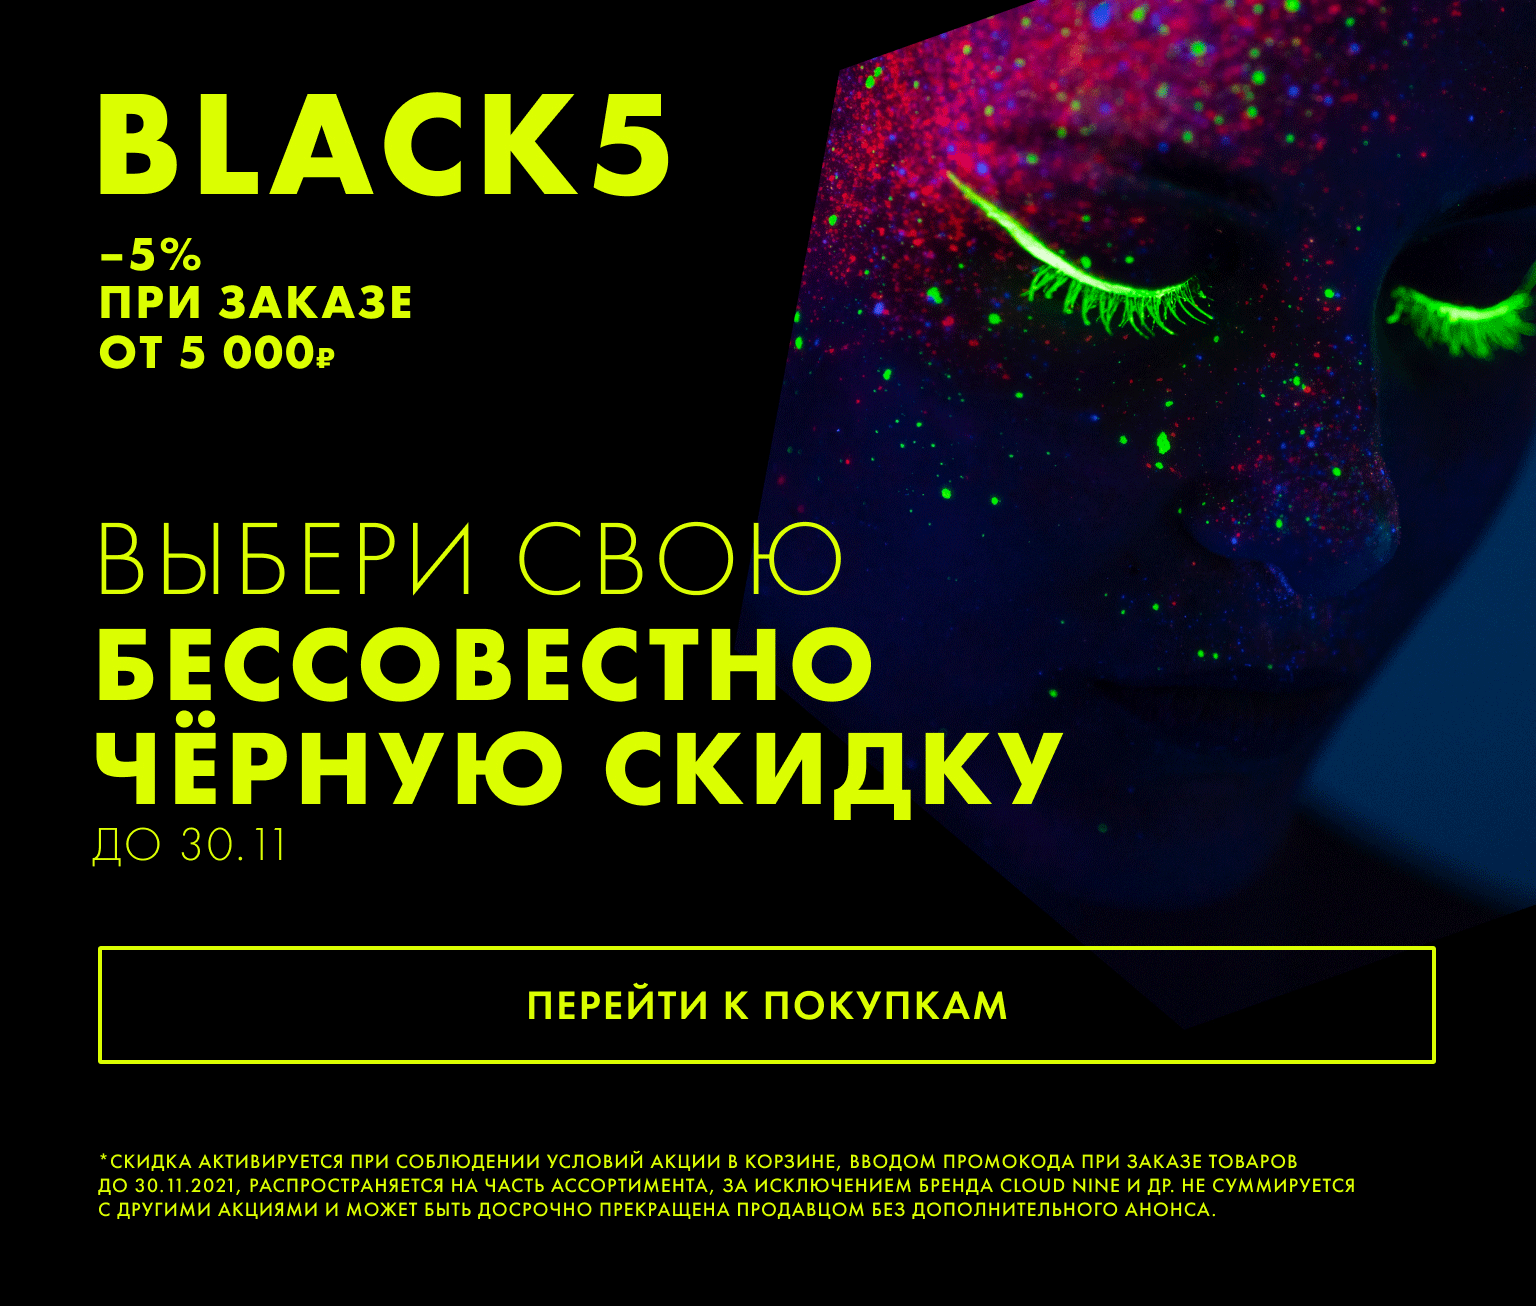 BLACK5
–5%
ПРИ ЗАКАЗЕ
ОТ 5 000₽
ВЫБЕРИ СВОЮ
БЕССОВЕСТНО
ЧЁРНУЮ СКИДКУ
ДО 30.11
ПЕРЕЙТИ К ПОКУПКАМ
*СКИДКА АКТИВИРУЕТСЯ ПРИ СОБЛЮДЕНИИ УСЛОВИЙ АКЦИИ В КОРЗИНЕ, ВВОДОМ ПРОМОКОДА ПРИ ЗАКАЗЕ ТОВАРОВ
ДО 30.11.2021, РАСПРОСТРАНЯЕТСЯ НА ЧАСТЬ АССОРТИМЕНТА, ЗА ИСКЛЮЧЕНИЕМ БРЕНДА CLOUD NINE И ДР. НЕ СУММИРУЕТСЯ
С ДРУГИМИ АКЦИЯМИ И МОЖЕТ БЫТЬ ДОСРОЧНО ПРЕКРАЩЕНА ПРОДАВЦОМ БЕЗ ДОПОЛНИТЕЛЬНОГО АНОНСА.